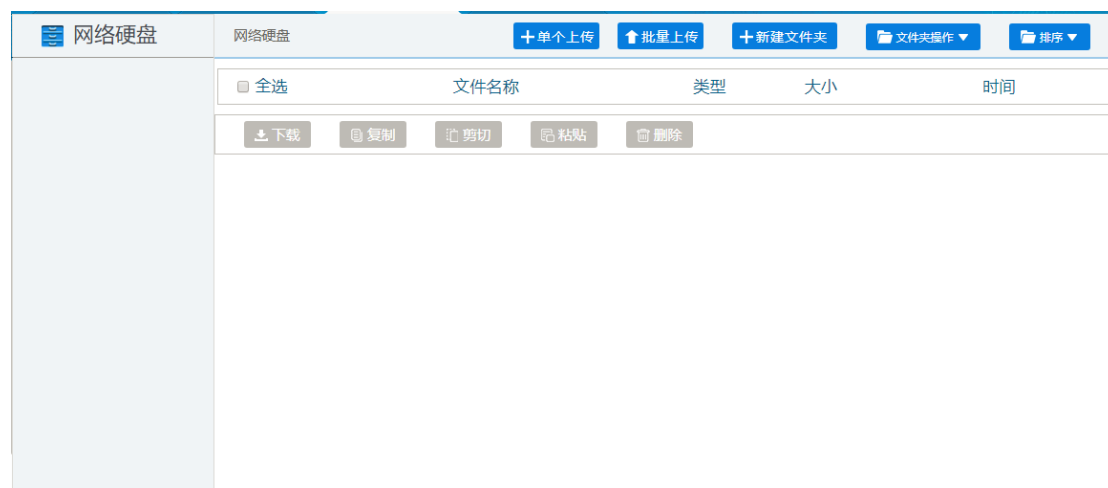 网络硬盘
网络硬盘 单个上传 批量上传 新建文件夹 文件夹操作 排序
全选 文件名称 类型 大小 时间
下载 复制 剪切 粘贴 删除